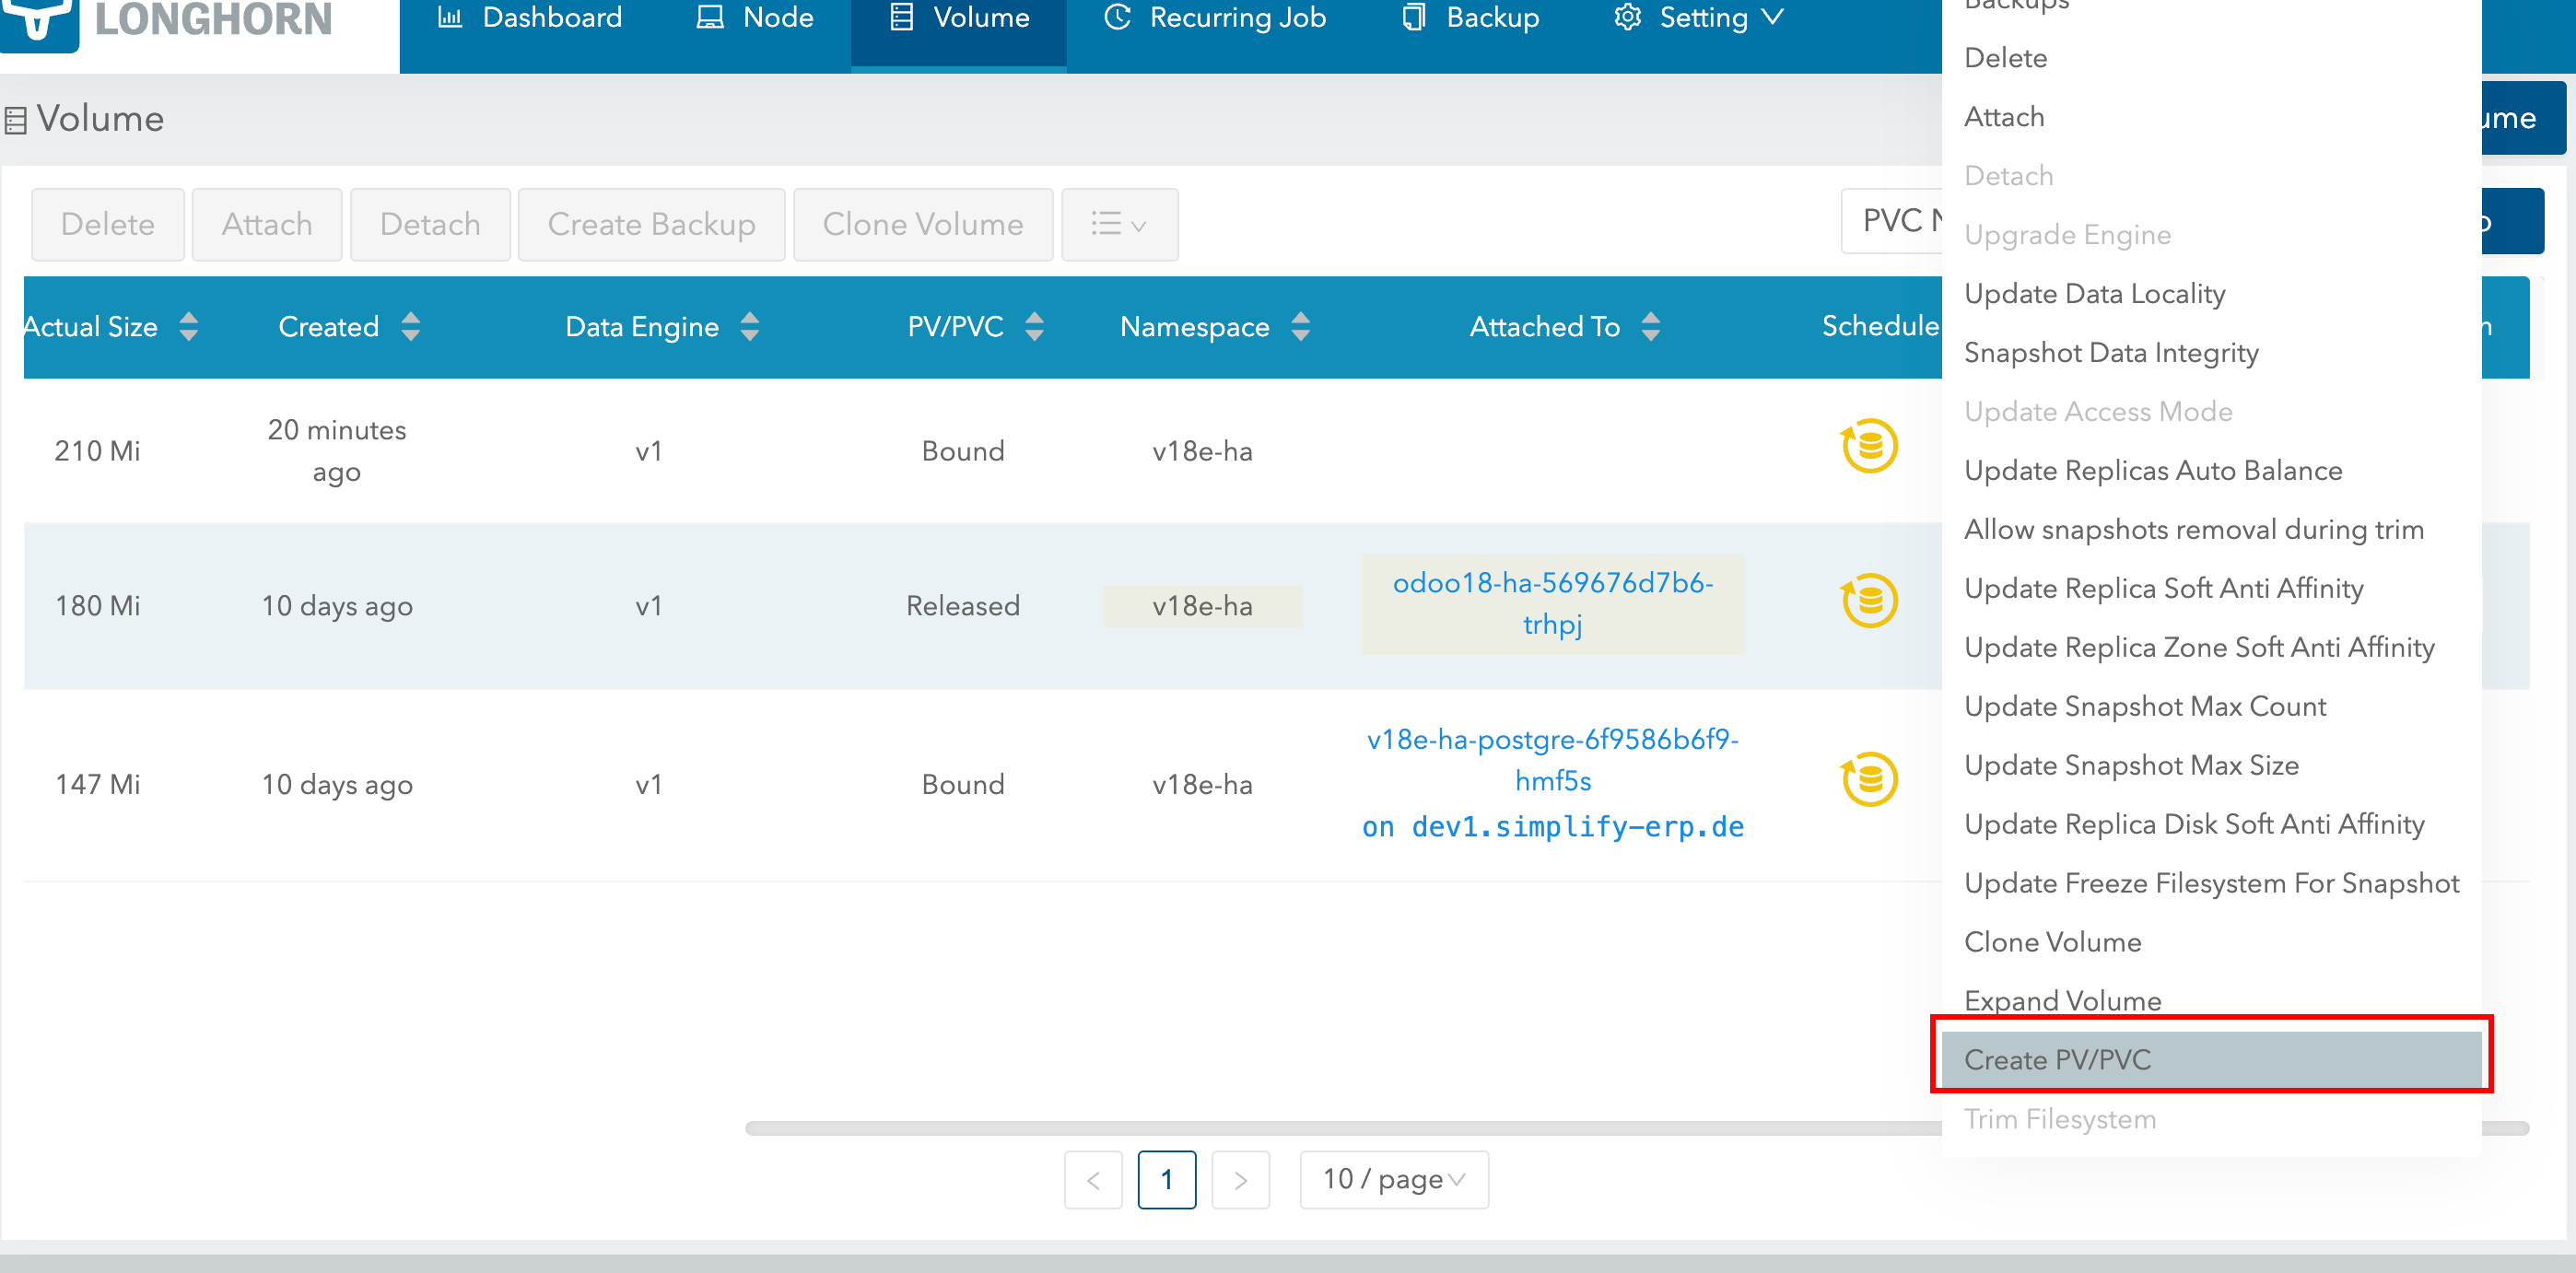 LONGHORN
Dashboard
Node
Volume
Recurring Job
Backup
Setting
Volume
Delete
Attach
Detach
Create Backup
Clone Volume
PVC
Actual Size
Created
Data Engine
PV/PVC
Namespace
Attached To
Schedule
210 Mi
20 minutes
ago
v1
Bound
v18e-ha
180 Mi
10 days ago
v1
Released
v18e-ha
odoo18-ha-569676d7b6-
trhpj
147 Mi
10 days ago
v1
Bound
v18e-ha
v18e-ha-postgre-6f9586b6f9-
hmf5s
on dev1.simplify-erp.de
<
1
>
10 / page
Backups
Delete
Attach
Detach
Upgrade Engine
Update Data Locality
Snapshot Data Integrity
Update Access Mode
Update Replicas Auto Balance
Allow snapshots removal during trim
Update Replica Soft Anti Affinity
Update Replica Zone Soft Anti Affinity
Update Snapshot Max Count
Update Snapshot Max Size
Update Replica Disk Soft Anti Affinity
Update Freeze Filesystem For Snapshot
Clone Volume
Expand Volume
Create PV/PVC
Trim Filesystem